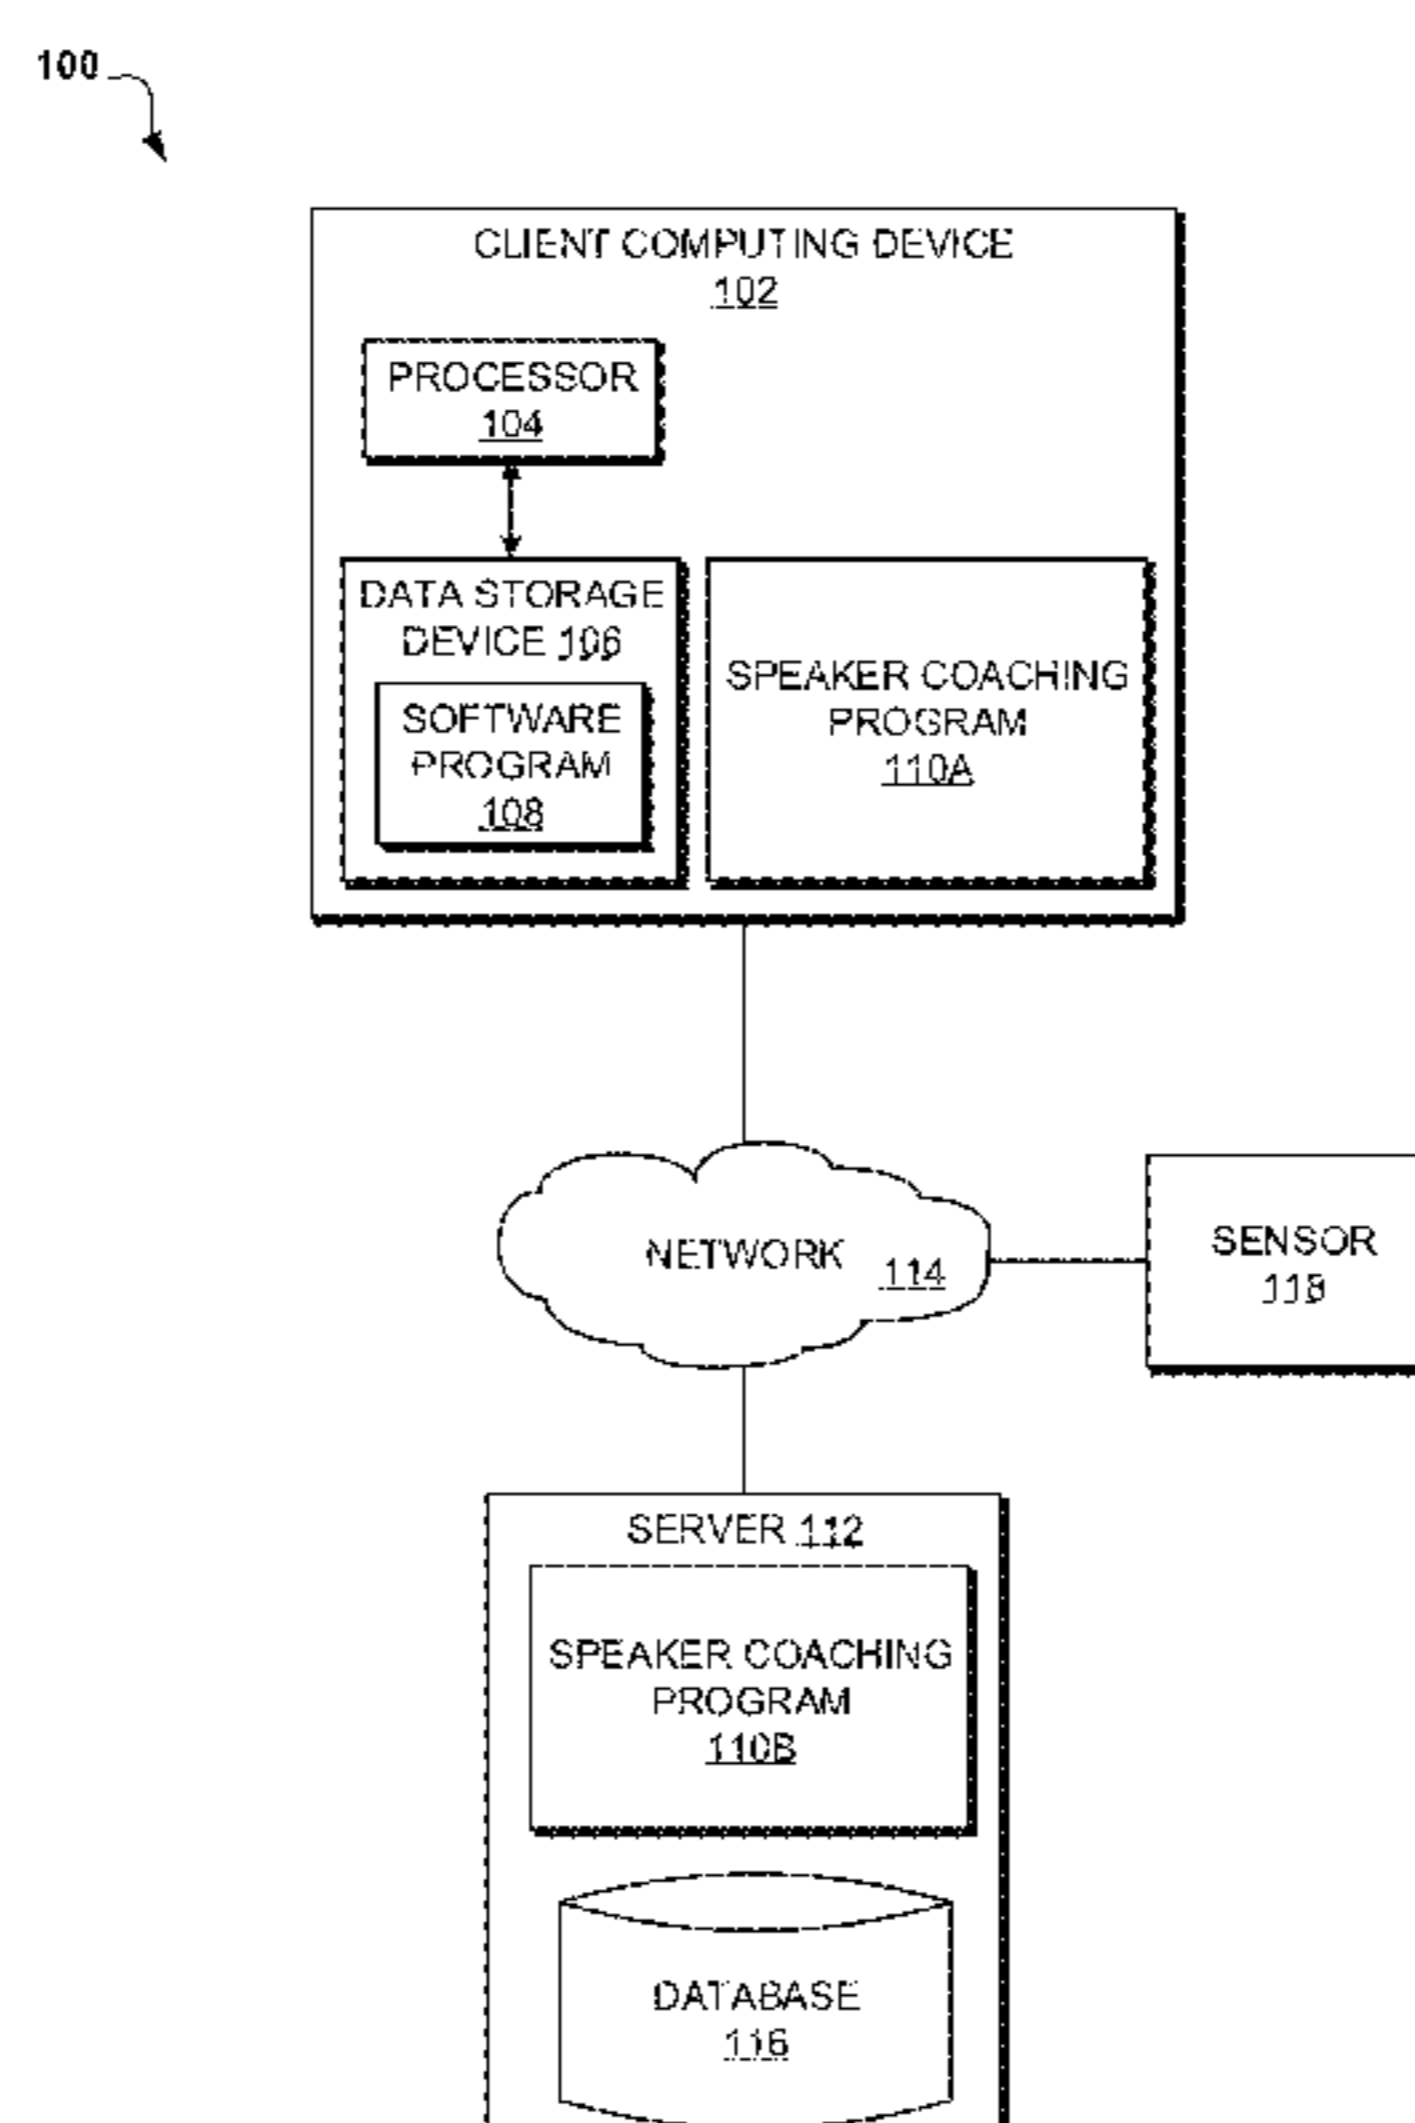 100
CLIENT COMPUTING DEVICE
102
PROCESSOR
104
DATA STORAGE
DEVICE 106
SOFTWARE
PROGRAM
108
SPEAKER COACHING
PROGRAM
110A
NETWORK 114
SENSOR
118
SERVER 112
SPEAKER COACHING
PROGRAM
110B
DATABASE
116